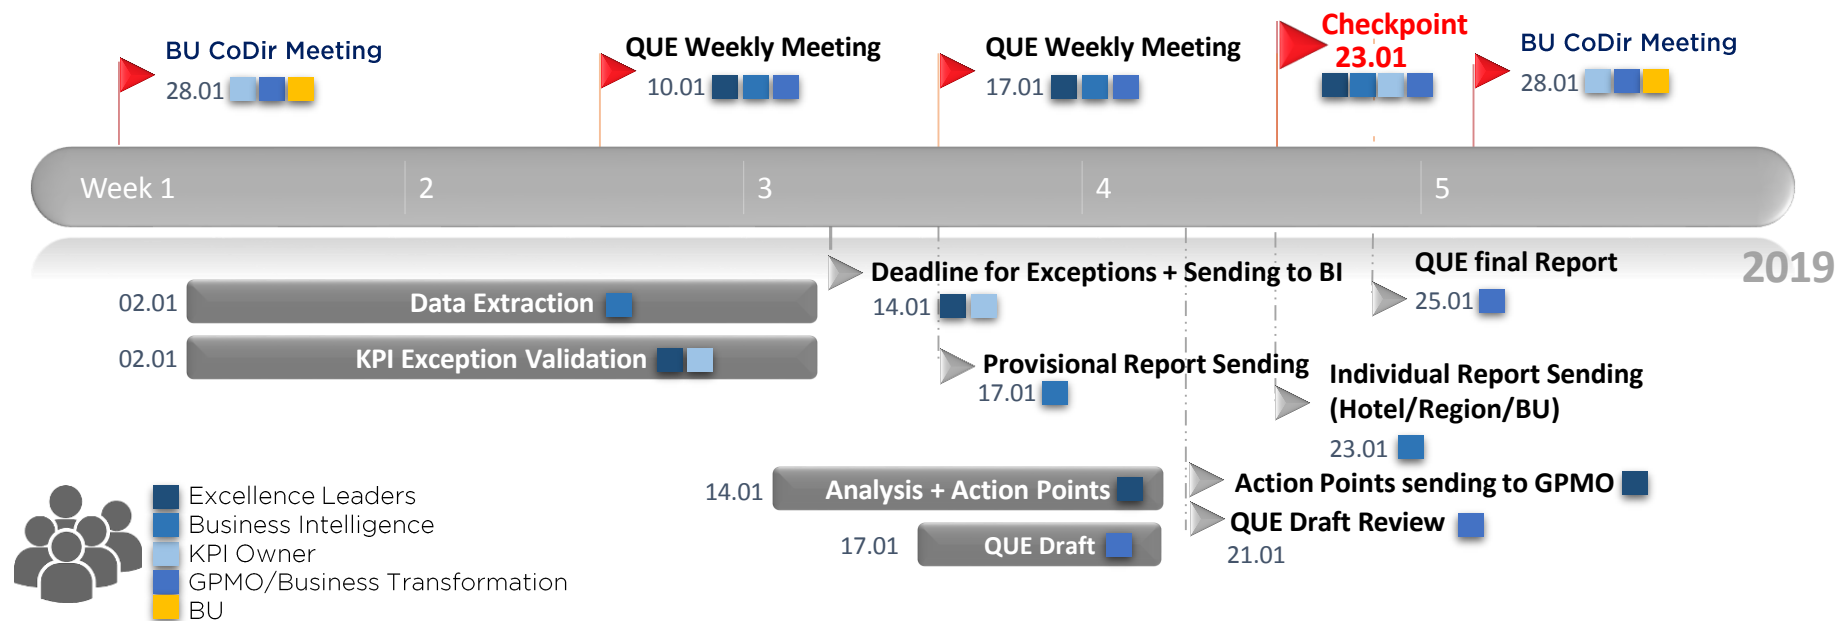 BU CoDir Meeting
28.01
QUE Weekly Meeting
10.01
QUE Weekly Meeting
17.01
Checkpoint
23.01
BU CoDir Meeting
28.01
Week 1
2
3
4
5
2019
Deadline for Exceptions + Sending to BI
14.01
QUE final Report
25.01
02.01
Data Extraction
02.01
KPI Exception Validation
Provisional Report Sending
17.01
Individual Report Sending
(Hotel/Region/BU)
23.01
14.01
Analysis + Action Points
Action Points sending to GPMO
17.01
QUE Draft
QUE Draft Review
21.01
Excellence Leaders
Business Intelligence
KPI Owner
GPMO/Business Transformation
BU